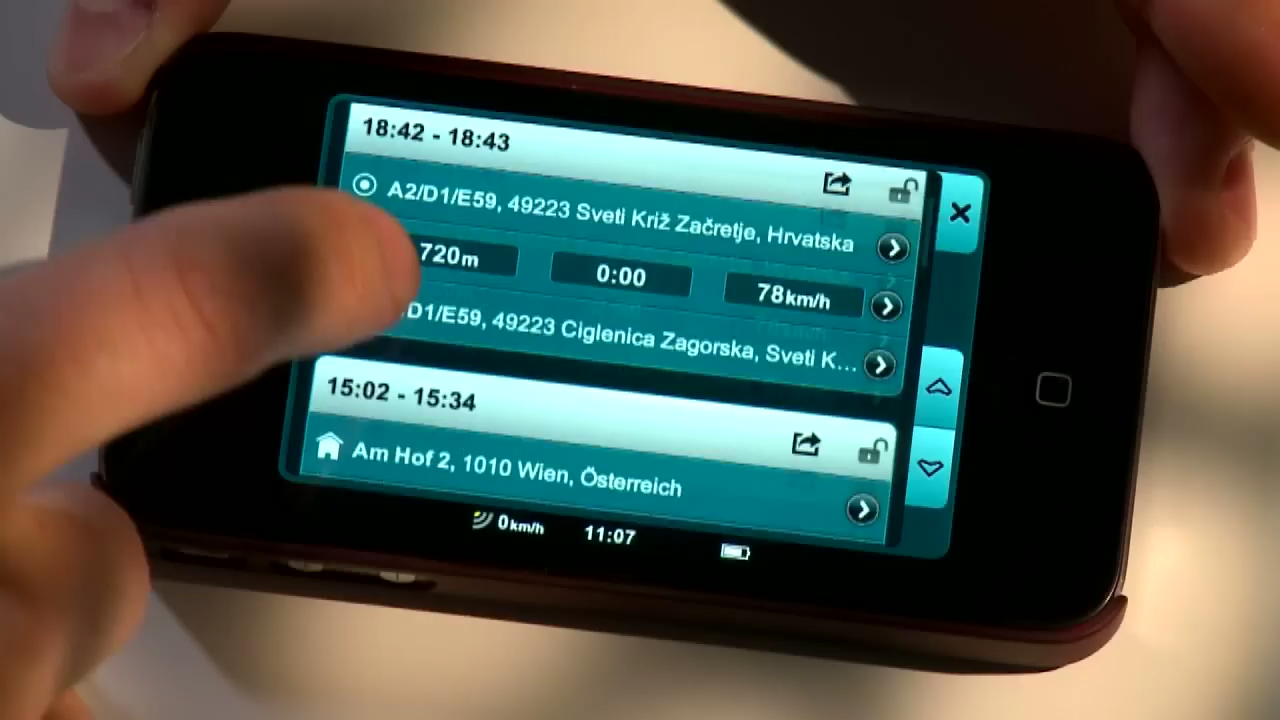 18:42 - 18:43
A2/D1/E59, 49223 Sveti Križ Začretje, Hrvatska
720m
0:00
78km/h
D1/E59, 49223 Ciglenica Zagorska, Sveti K...
15:02 - 15:34
Am Hof 2, 1010 Wien, Österreich
0km/h
11:07